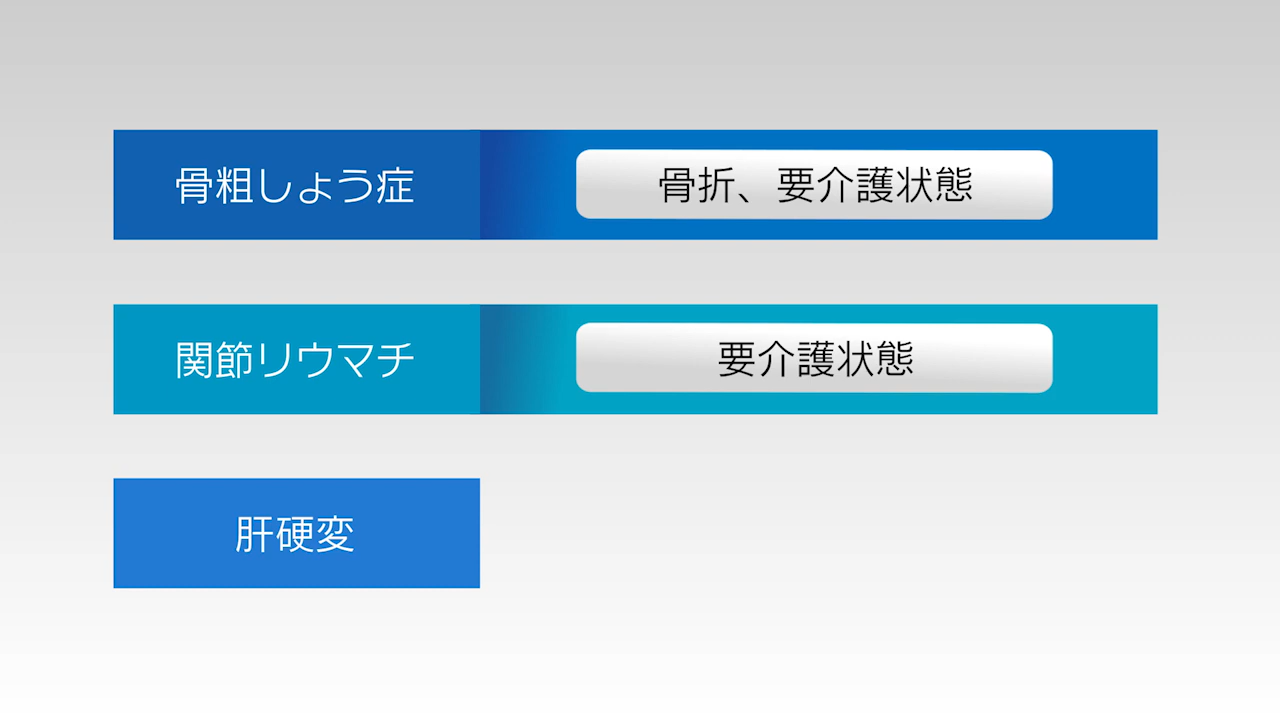 骨粗しょう症
骨折、要介護状態
関節リウマチ
要介護状態
肝硬変